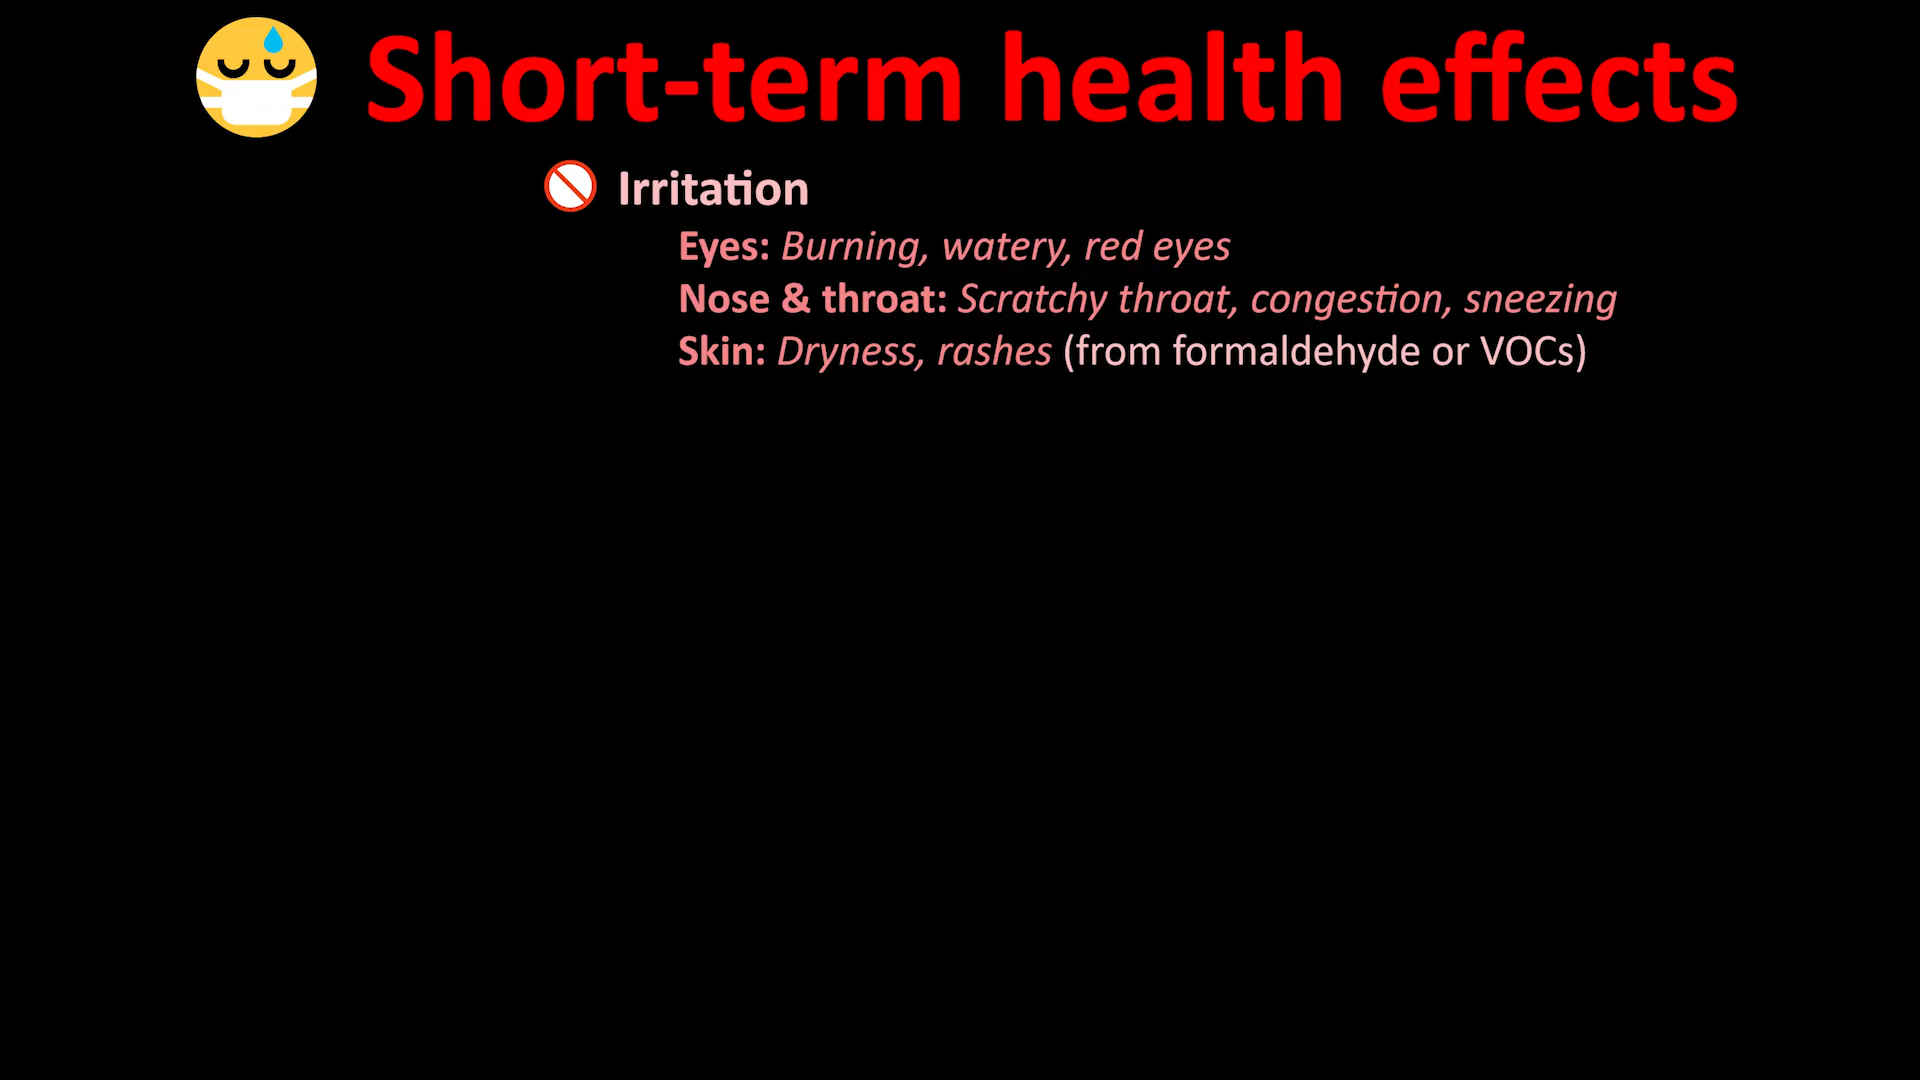 Short-term health effects
Irritation
Eyes: Burning, watery, red eyes
Nose & throat: Scratchy throat, congestion, sneezing
Skin: Dryness, rashes (from formaldehyde or VOCs)